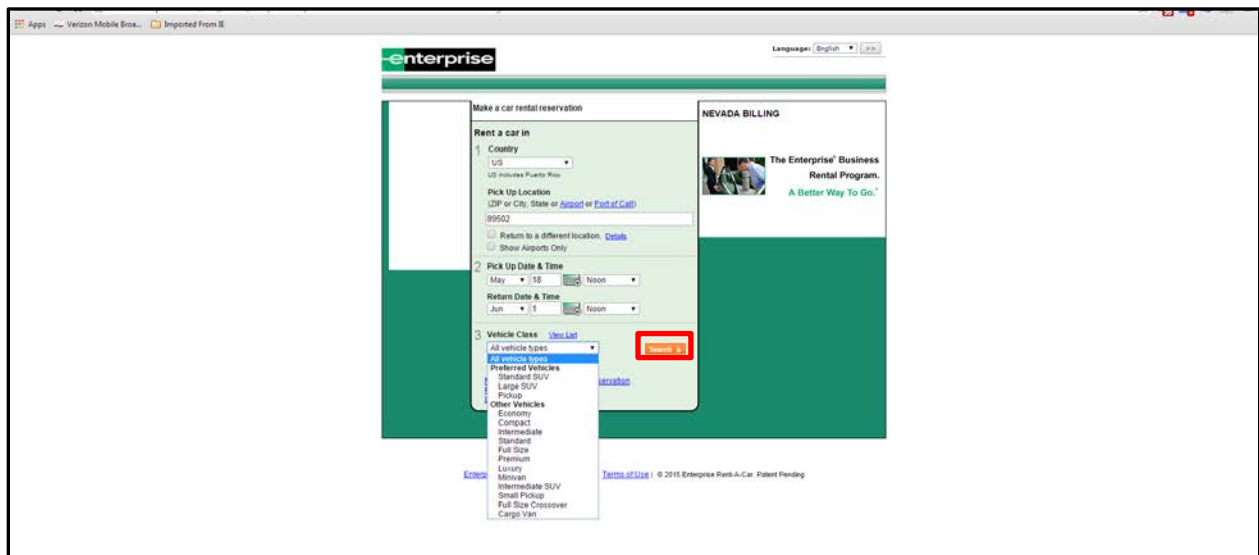 Apps Verizon Mobile Broa... Imported From IE
enterprise
Language: English >>
Make a car rental reservation
NEVADA BILLING
Rent a car in
1 Country
US
US includes Puerto Rico
The Enterprise® Business
Rental Program.
A Better Way To Go.®
Pick Up Location
(ZIP or City, State or Airport or Port of Call)
89502
Return to a different location. Details
Show Airports Only
2 Pick Up Date & Time
May 18 Noon
Return Date & Time
Jun 1 Noon
3 Vehicle Class View List
All vehicle types
Search
All vehicle types
Preferred Vehicles
Standard SUV
Large SUV
Pickup
Other Vehicles
Economy
Compact
Intermediate
Standard
Full Size
Premium
Luxury
Minivan
Intermediate SUV
Small Pickup
Full Size Crossover
Cargo Van
Terms of Use | © 2015 Enterprise Rent-A-Car. Patent Pending